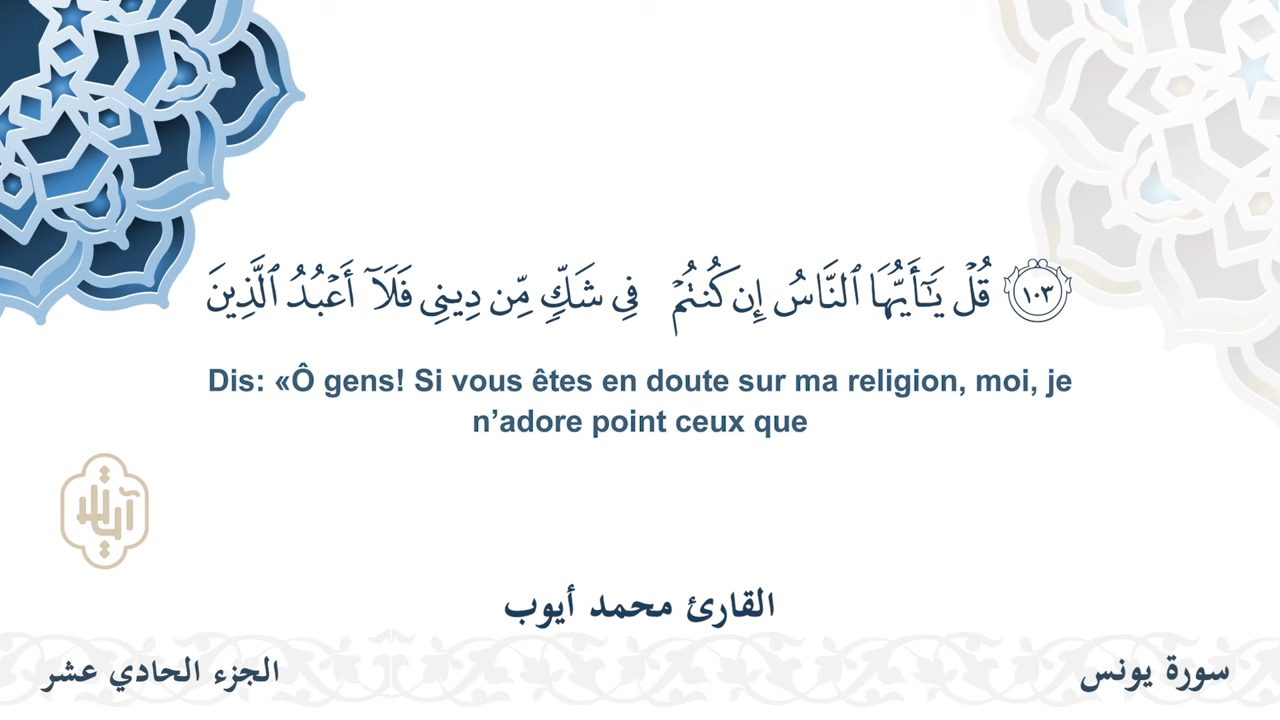 ١٠٣ قُلۡ يَـٰٓأَيُّهَا ٱلنَّاسُ إِن كُنتُمۡ فِي شَكࣲّ مِّن دِينِي فَلَآ أَعۡبُدُ ٱلَّذِينَ
Dis: «Ô gens! Si vous êtes en doute sur ma religion, moi, je
n’adore point ceux que
القارئ محمد أيوب
سورة يونس
الجزء الحادي عشر